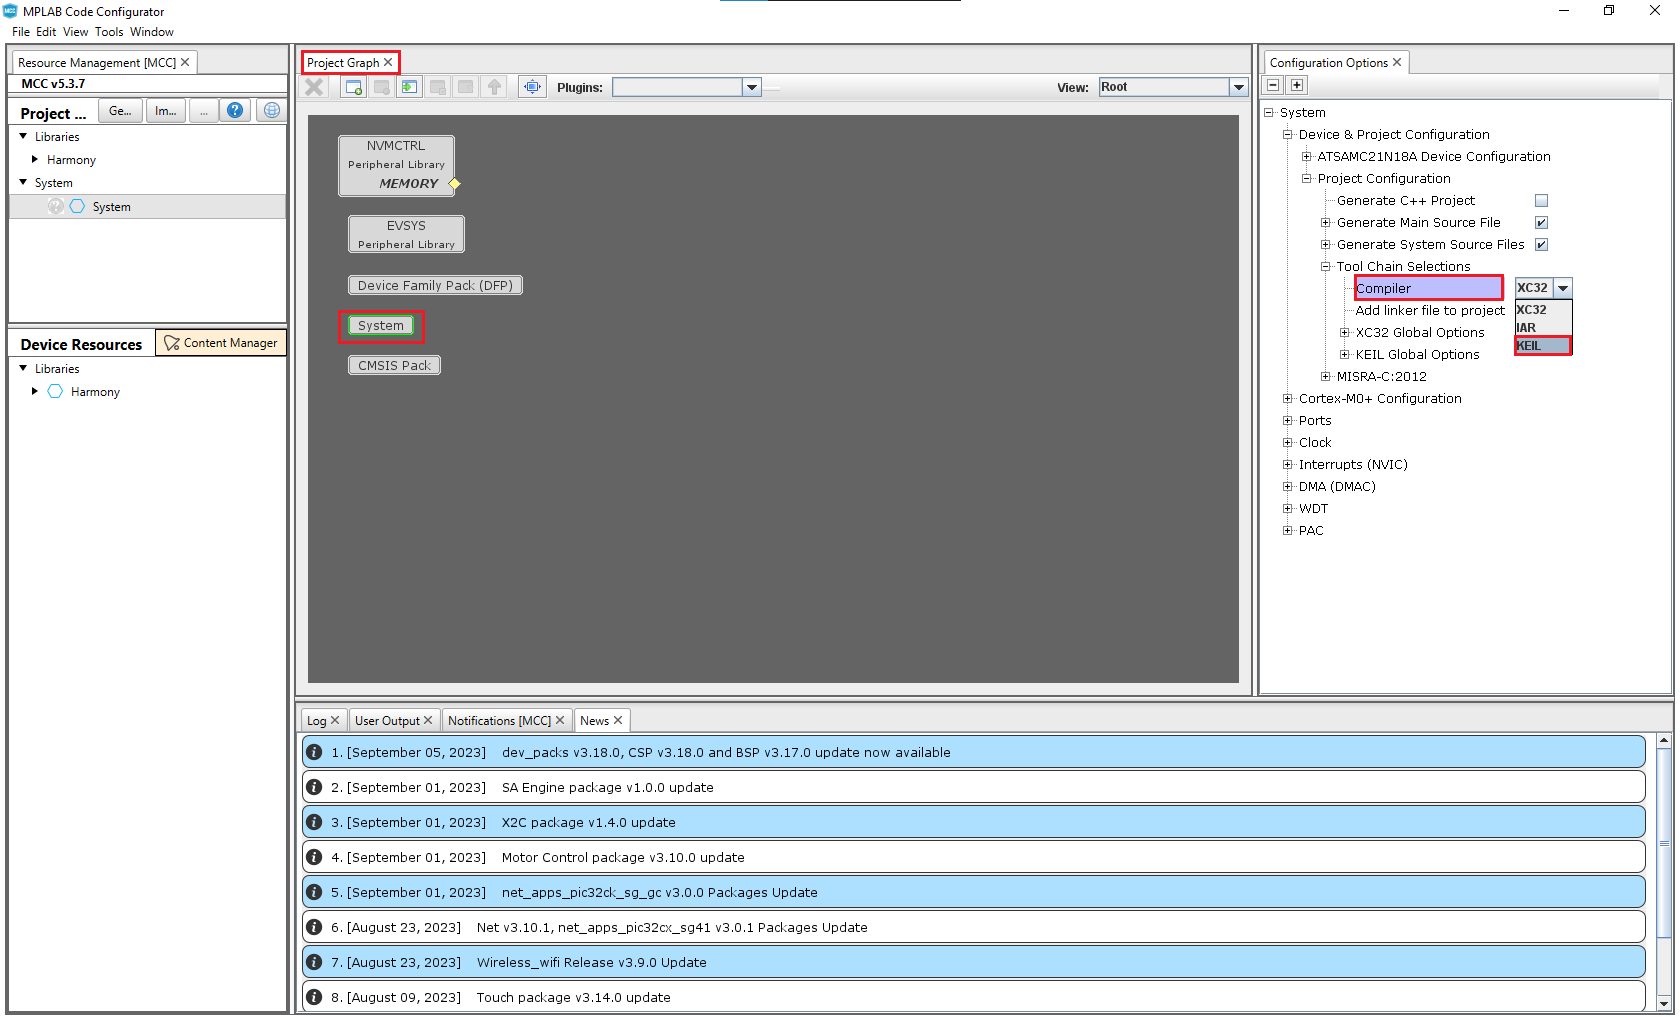 MPLAB Code Configurator
File Edit View Tools Window
Resource Management [MCC]
MCC v5.3.7
Project ... Ge... Im... ...
Libraries
Harmony
System
System
Device Resources Content Manager
Libraries
Harmony
Project Graph
Plugins: View: Root
NVMCTRL
Peripheral Library
MEMORY
EVSYS
Peripheral Library
Device Family Pack (DFP)
System
CMSIS Pack
Configuration Options
System
Device & Project Configuration
ATSAMC21N18A Device Configuration
Project Configuration
Generate C++ Project
Generate Main Source File
Generate System Source Files
Tool Chain Selections
Compiler XC32
Add linker file to project XC32
IAR
XC32 Global Options
KEIL
KEIL Global Options
MISRA-C:2012
Cortex-M0+ Configuration
Ports
Clock
Interrupts (NVIC)
DMA (DMAC)
WDT
PAC
Log User Output Notifications [MCC] News
1. [September 05, 2023] dev_packs v3.18.0, CSP v3.18.0 and BSP v3.17.0 update now available
2. [September 01, 2023] SA Engine package v1.0.0 update
3. [September 01, 2023] X2C package v1.4.0 update
4. [September 01, 2023] Motor Control package v3.10.0 update
5. [September 01, 2023] net_apps_pic32ck_sg_gc v3.0.0 Packages Update
6. [August 23, 2023] Net v3.10.1, net_apps_pic32cx_sg41 v3.0.1 Packages Update
7. [August 23, 2023] Wireless_wifi Release v3.9.0 Update
8. [August 09, 2023] Touch package v3.14.0 update